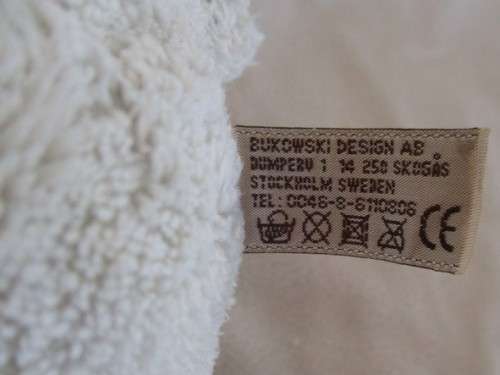 BUKOWSKI DESIGN AB
DUMPERV 1 14 250 SKOGÅS
STOCKHOLM SWEDEN
TEL: 0046-8-6110806
CE